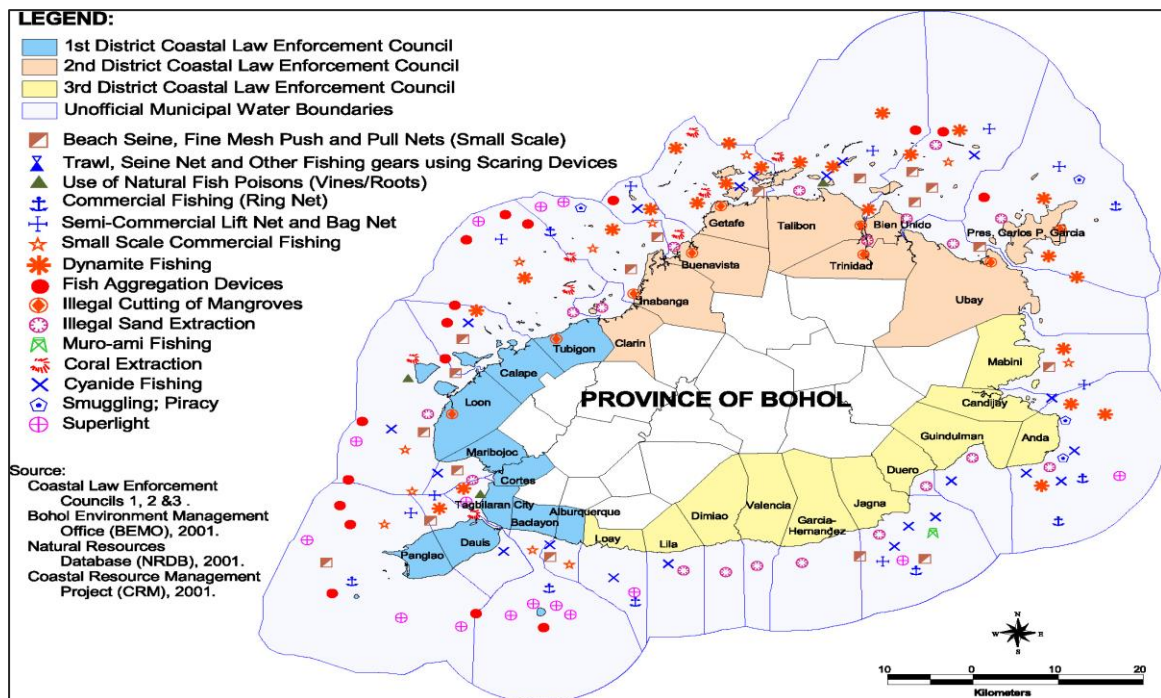 LEGEND:
1st District Coastal Law Enforcement Council
2nd District Coastal Law Enforcement Council
3rd District Coastal Law Enforcement Council
Unofficial Municipal Water Boundaries
Beach Seine, Fine Mesh Push and Pull Nets (Small Scale)
Trawl, Seine Net and Other Fishing gears using Scaring Devices
Use of Natural Fish Poisons (Vines/Roots)
Commercial Fishing (Ring Net)
Semi-Commercial Lift Net and Bag Net
Small Scale Commercial Fishing
Dynamite Fishing
Fish Aggregation Devices
Illegal Cutting of Mangroves
Illegal Sand Extraction
Muro-ami Fishing
Coral Extraction
Cyanide Fishing
Smuggling; Piracy
Superlight
Source:
Coastal Law Enforcement
Councils 1, 2 &3 .
Bohol Environment Management
Office (BEMO), 2001.
Natural Resources
Database (NRDB), 2001.
Coastal Resource Management
Project (CRM), 2001.
Getafe
Talibon
Bien Unido
Pres. Carlos P. Garcia
Buenavista
Trinidad
Inabanga
Ubay
Clarin
Tubigon
Calape
Mabini
Loon
PROVINCE OF BOHOL
Candijay
Maribojoc
Guindulman
Anda
Cortes
Duero
Tagbilaran City
Alburquerque
Valencia
Jagna
Baclayon
Dimiao
Garcia-
Hernandez
Dauis
Loay
Lila
Panglao
N
W
E
S
10
0
10
20
Kilometers